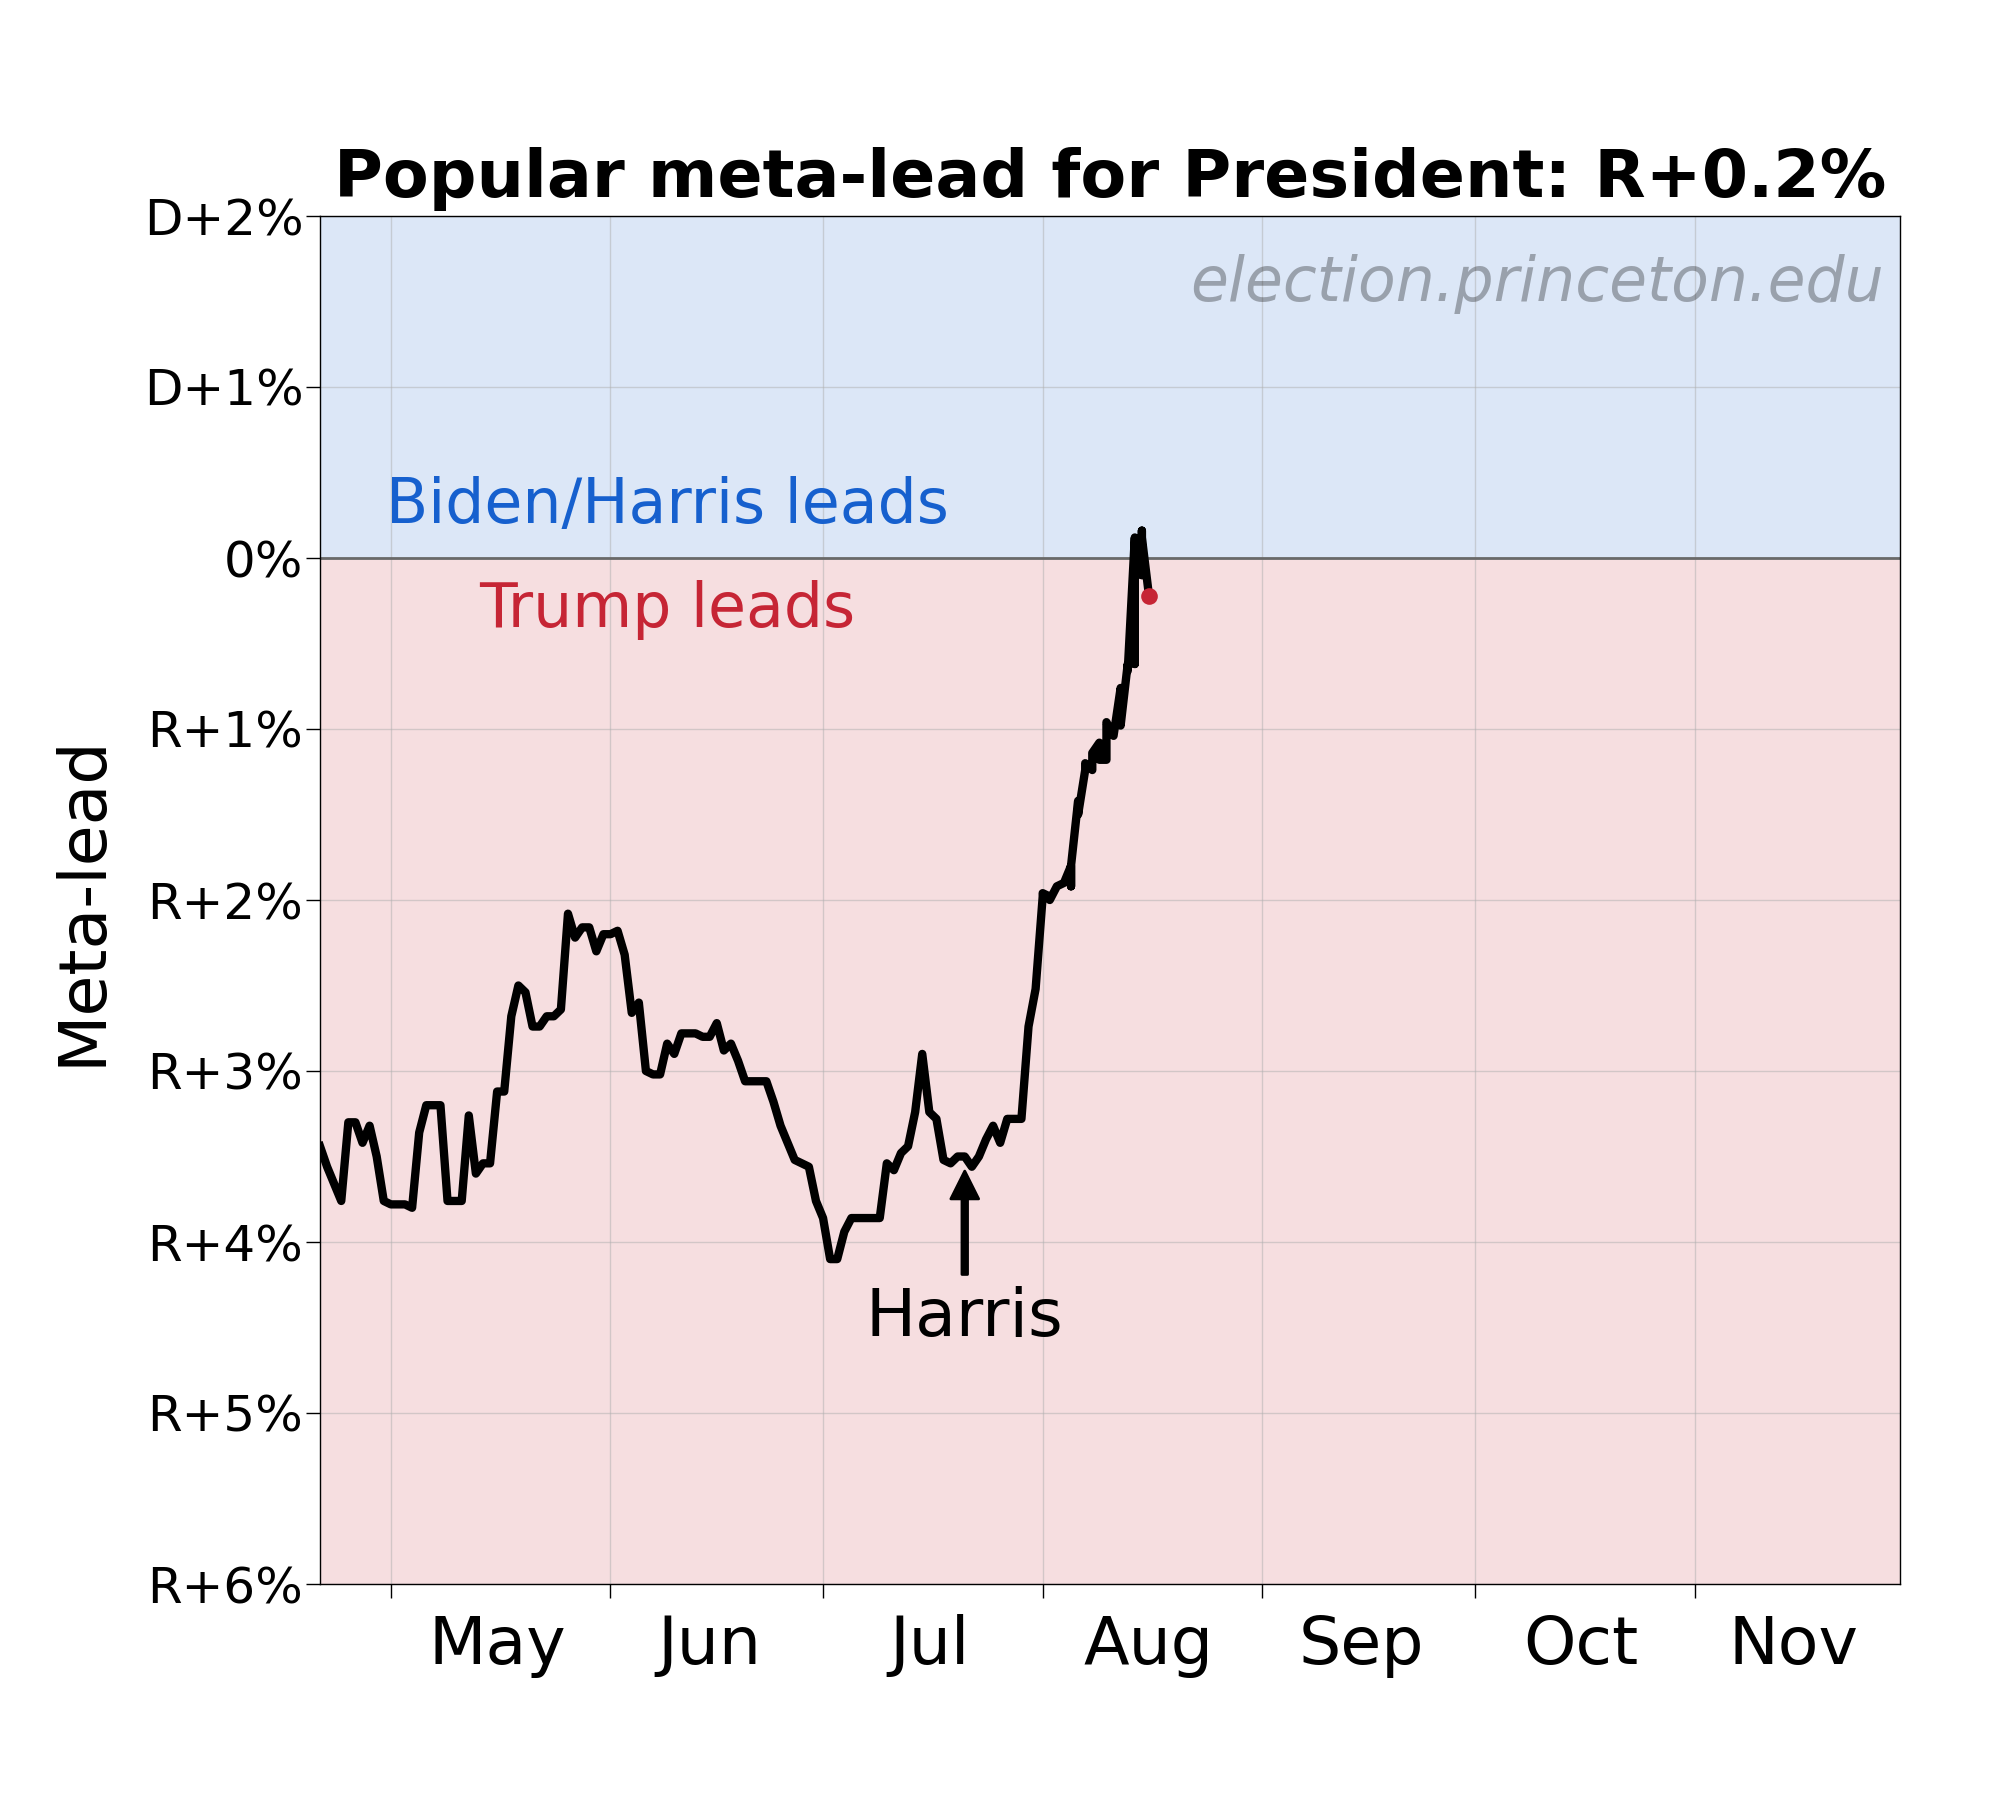 Popular meta-lead for President: R+0.2%
D+2%
election.princeton.edu
D+1%
Biden/Harris leads
0%
Trump leads
R+1%
Meta-lead
R+2%
R+3%
R+4%
Harris
R+5%
R+6%
May Jun Jul Aug Sep Oct Nov